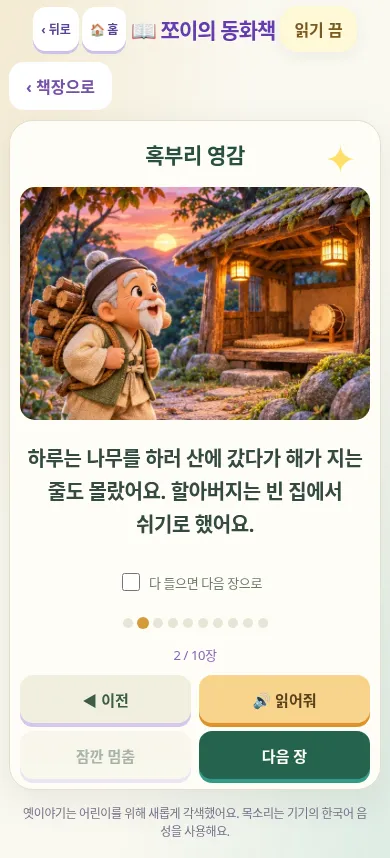 ‹ 뒤로 🏠 홈 📖 쪼이의 동화책 읽기 끔
‹ 책장으로
혹부리 영감
하루는 나무를 하러 산에 갔다가 해가 지는
줄도 몰랐어요. 할아버지는 빈 집에서
쉬기로 했어요.
다 들으면 다음 장으로
2 / 10장
◀ 이전 🔊 읽어줘
잠깐 멈춤 다음 장
옛이야기는 어린이를 위해 새롭게 각색했어요. 목소리는 기기의 한국어 음
성을 사용해요.